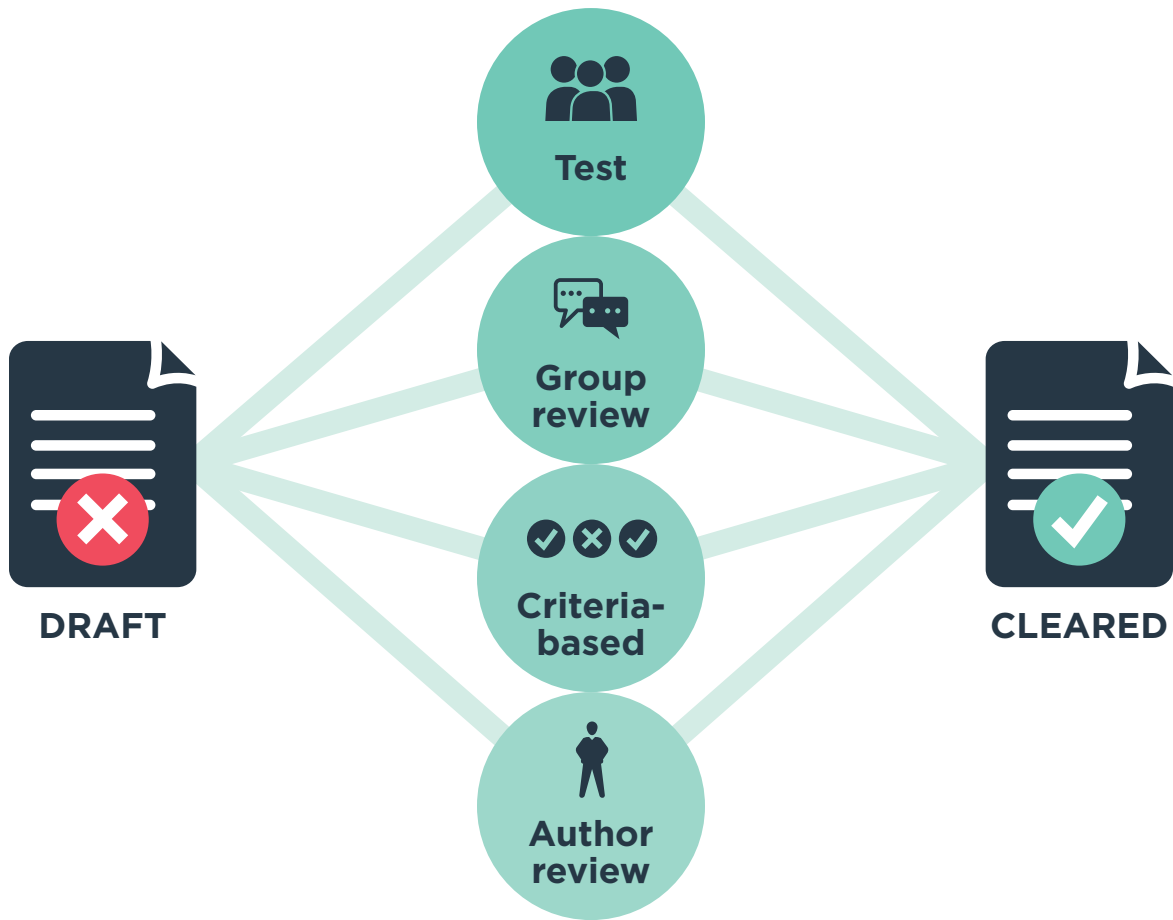 Test
Group
review
DRAFT
Criteria-
based
CLEARED
Author
review